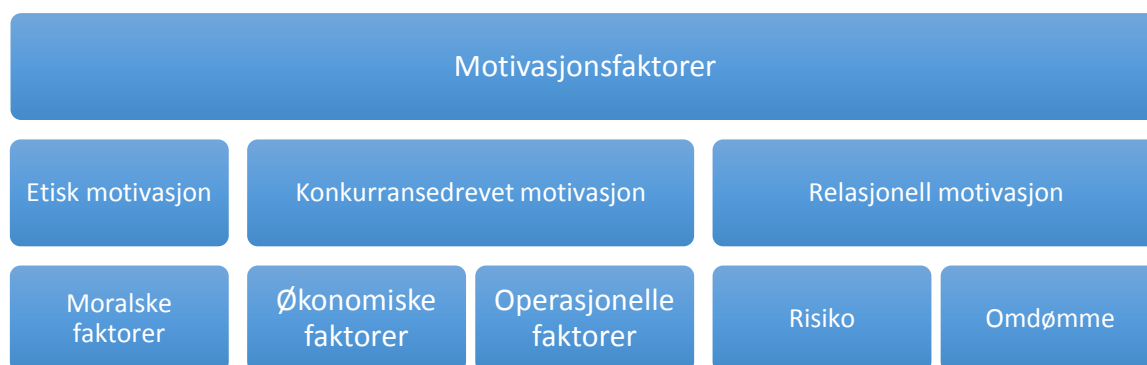 Motivasjonsfaktorer
Etisk motivasjon
Konkurransedrevet motivasjon
Relasjonell motivasjon
Moralske
faktorer
Økonomiske
faktorer
Operasjonelle
faktorer
Risiko
Omdømme